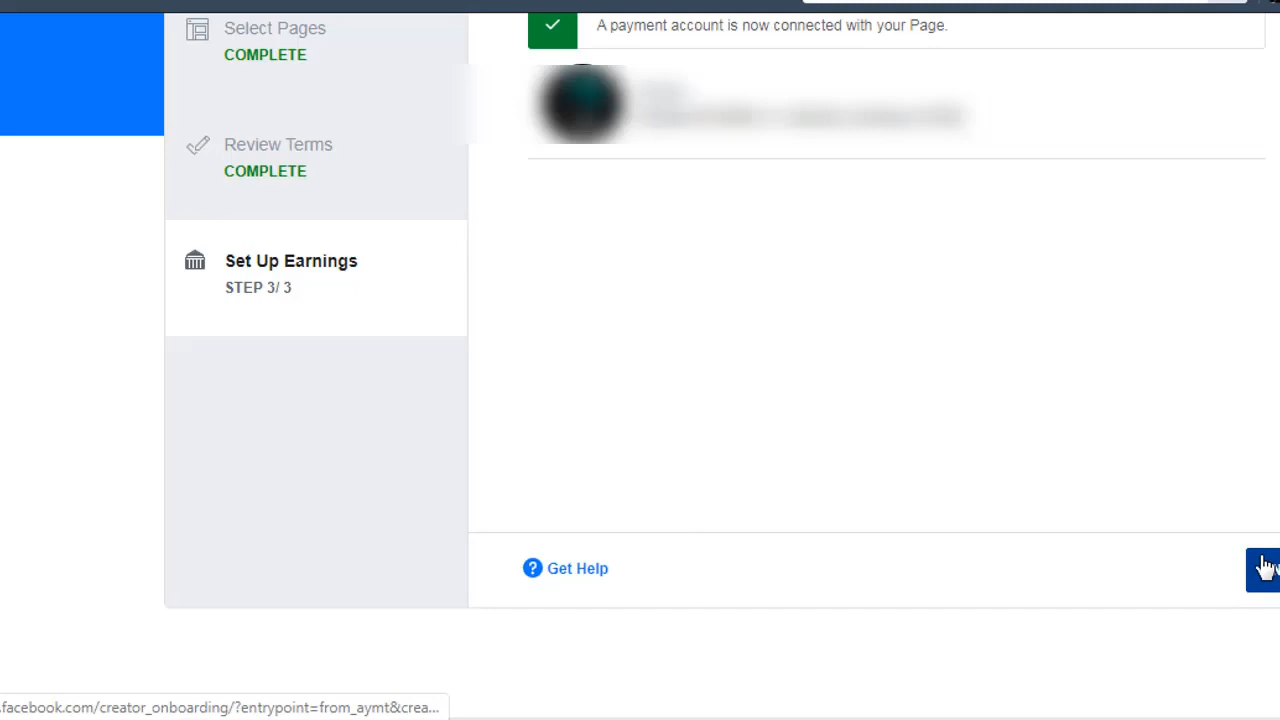 Select Pages
COMPLETE
A payment account is now connected with your Page.
Review Terms
COMPLETE
Set Up Earnings
STEP 3/ 3
Get Help
.facebook.com/creator_onboarding/?entrypoint=from_aymt&crea...